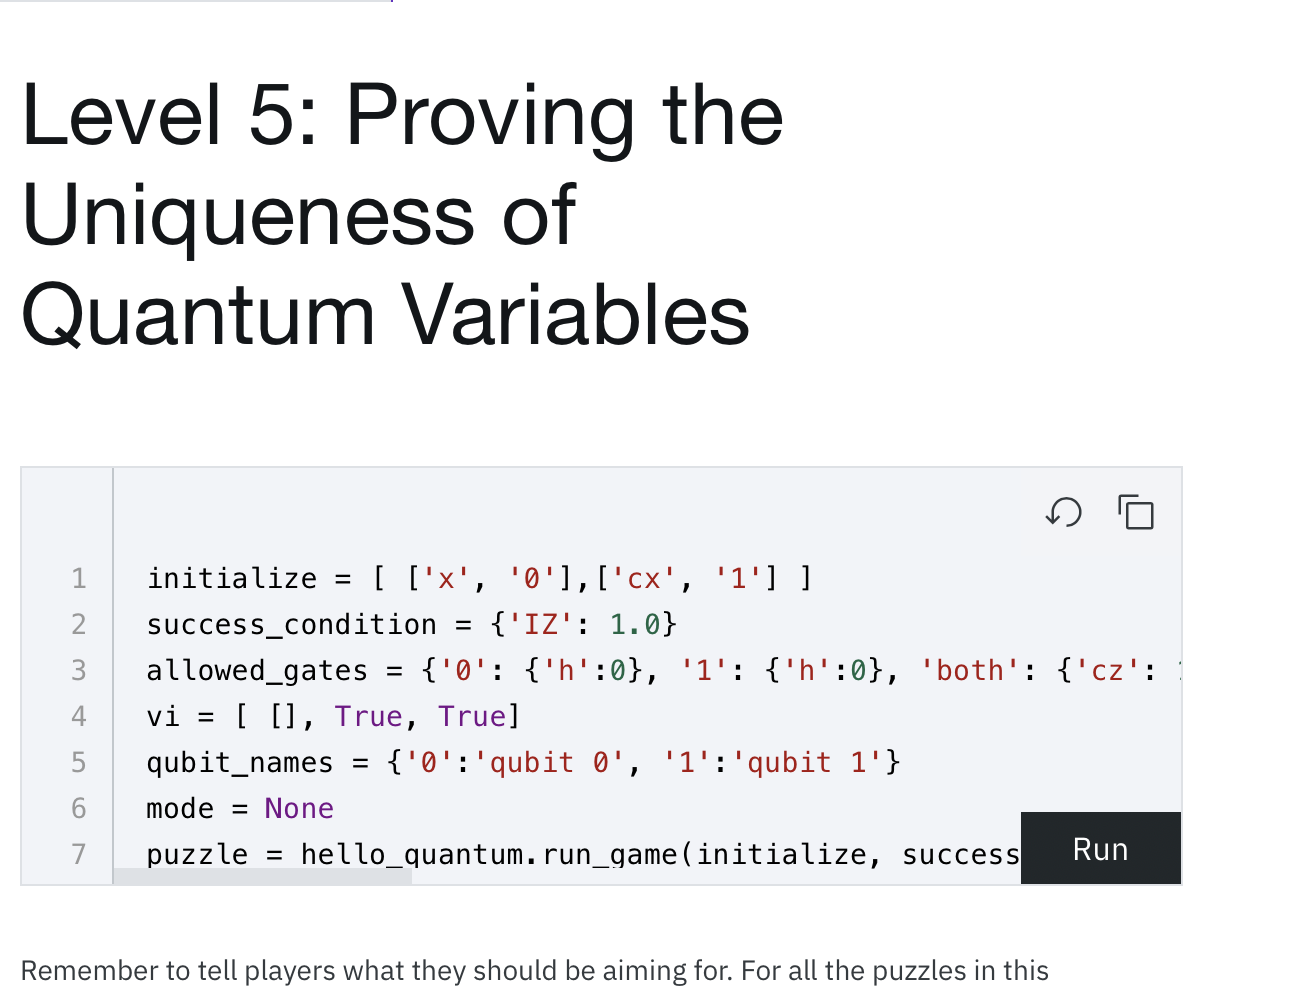 Level 5: Proving the
Uniqueness of
Quantum Variables
1 initialize = [ ['x', '0'],['cx', '1'] ]
2 success_condition = {'IZ': 1.0}
3 allowed_gates = {'0': {'h':0}, '1': {'h':0}, 'both': {'cz':
4 vi = [ [], True, True]
5 qubit_names = {'0':'qubit 0', '1':'qubit 1'}
6 mode = None
7 puzzle = hello_quantum.run_game(initialize, success
Run
Remember to tell players what they should be aiming for. For all the puzzles in this